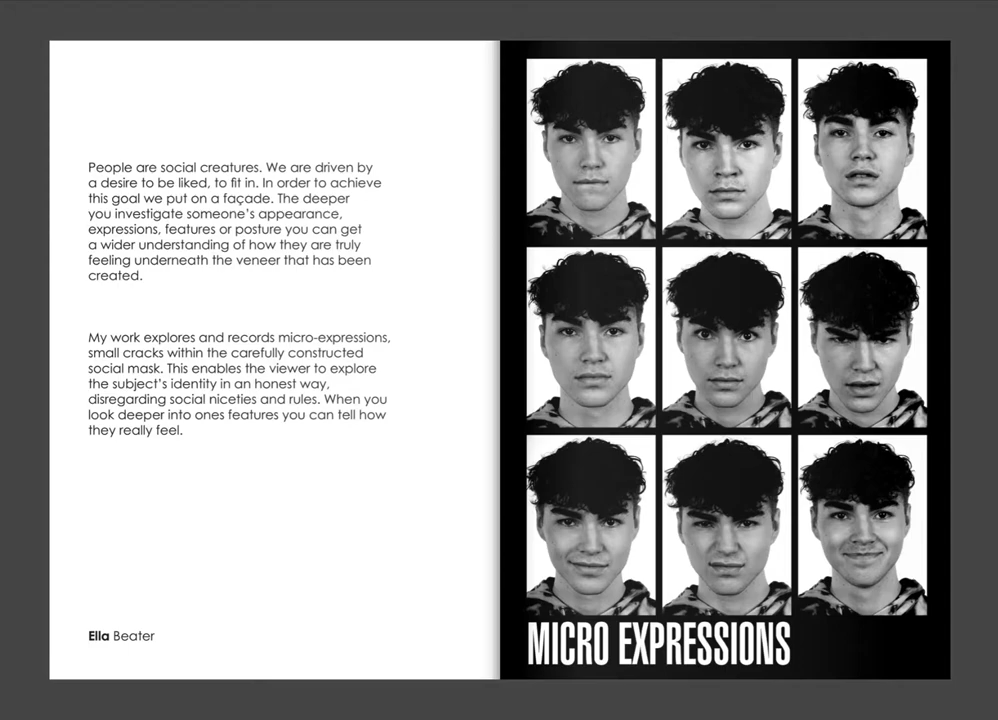 People are social creatures. We are driven by
a desire to be liked, to fit in. In order to achieve
this goal we put on a façade. The deeper
you investigate someone's appearance,
expressions, features or posture you can get
a wider understanding of how they are truly
feeling underneath the veneer that has been
created.
My work explores and records micro-expressions,
small cracks within the carefully constructed
social mask. This enables the viewer to explore
the subject's identity in an honest way,
disregarding social niceties and rules. When you
look deeper into ones features you can tell how
they really feel.
Ella Beater
MICRO EXPRESSIONS